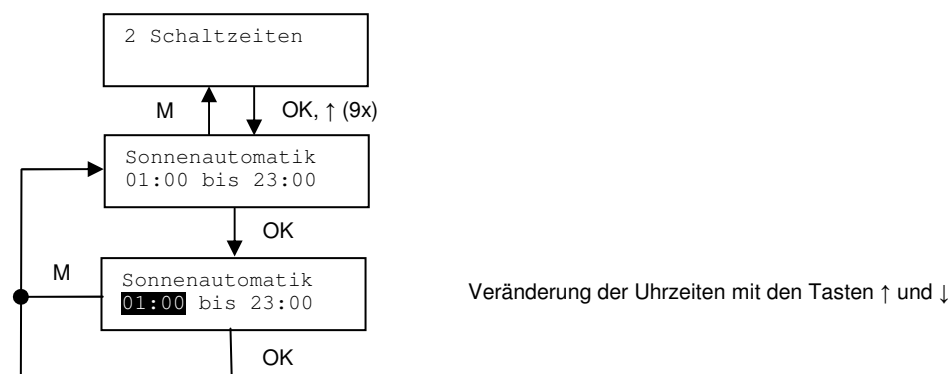 2 Schaltzeiten
M
OK, ↑ (9x)
Sonnenautomatik
01:00 bis 23:00
OK
M
Sonnenautomatik
01:00 bis 23:00
Veränderung der Uhrzeiten mit den Tasten ↑ und ↓
OK